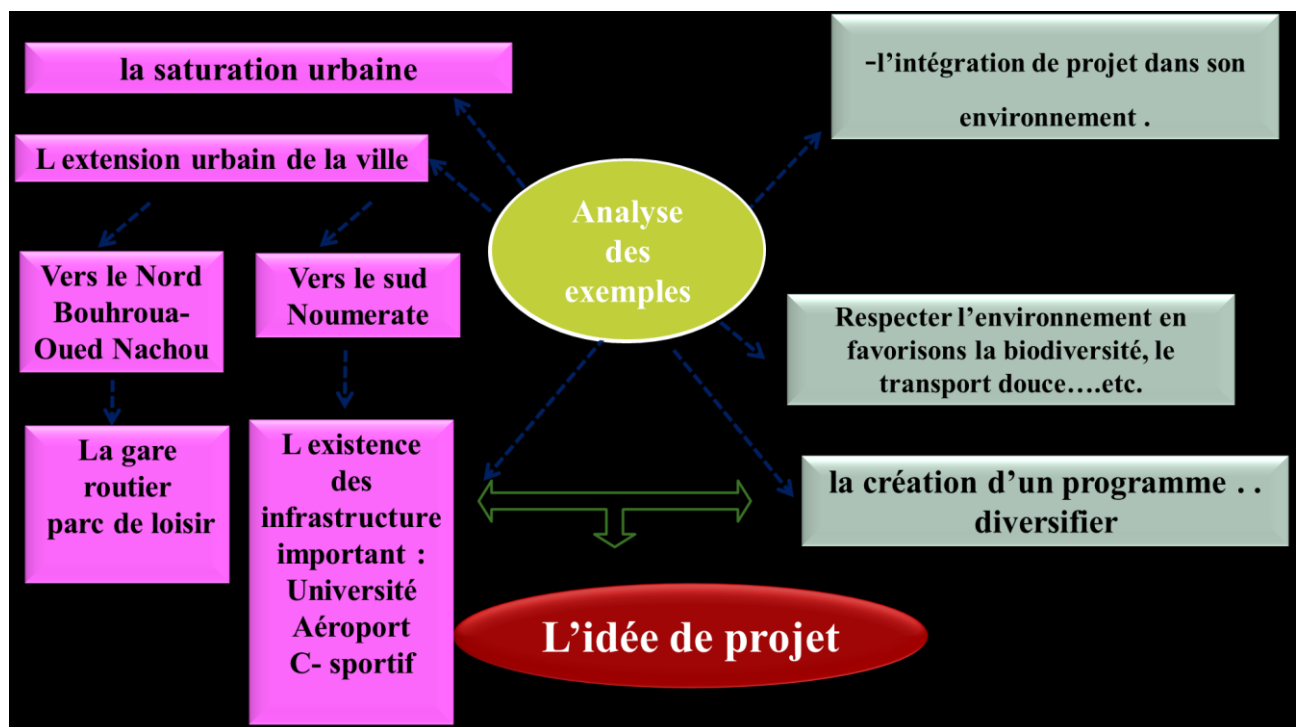 la saturation urbaine
L extension urbain de la ville
Vers le Nord
Bouhroua-
Oued Nachou
Vers le sud
Noumerate
La gare
routier
parc de loisir
L existence
des
infrastructure
important :
Université
Aéroport
C- sportif
Analyse
des
exemples
-l’intégration de projet dans son
environnement .
Respecter l’environnement en
favorisons la biodiversité, le
transport douce….etc.
la création d’un programme . .
diversifier
L’idée de projet